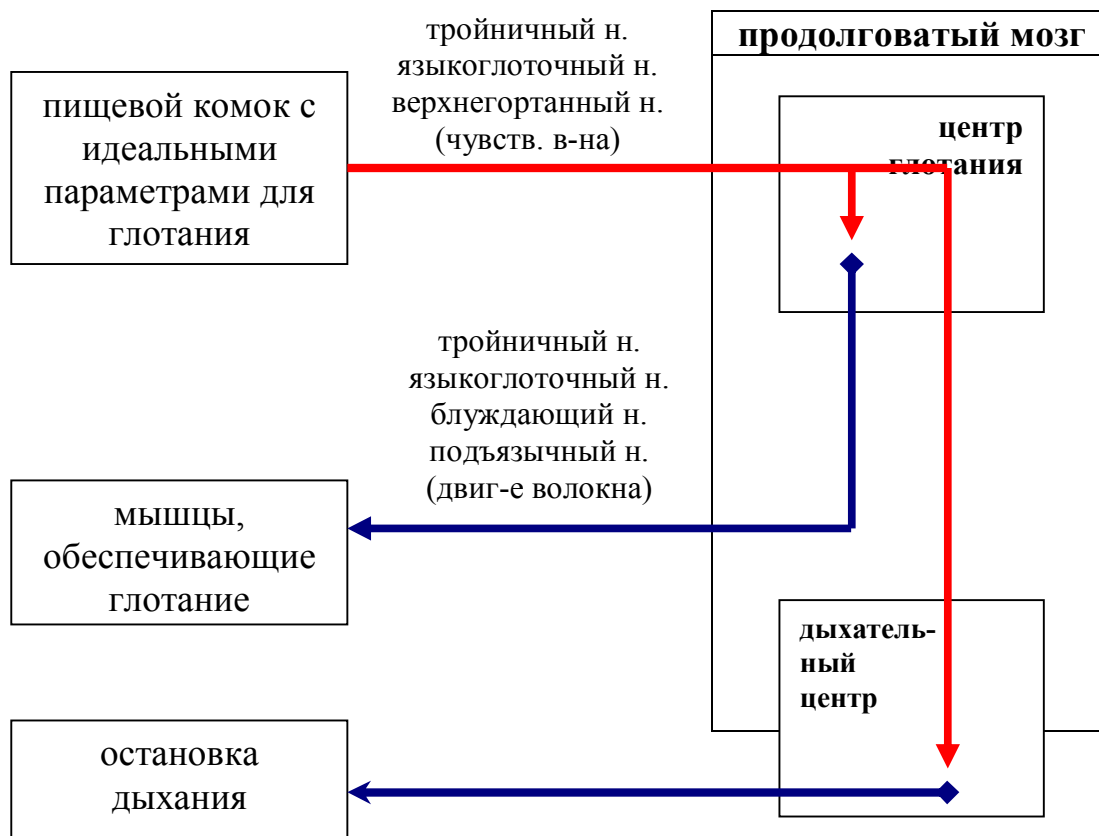 тройничный н.
языкоглоточный н.
верхнегортанный н.
(чувств. в-на)
продолговатый мозг
пищевой комок с
идеальными
параметрами для
глотания
центр
глотания
тройничный н.
языкоглоточный н.
блуждающий н.
подъязычный н.
(двиг-е волокна)
мышцы,
обеспечивающие
глотание
дыхатель-
ный
центр
остановка
дыхания